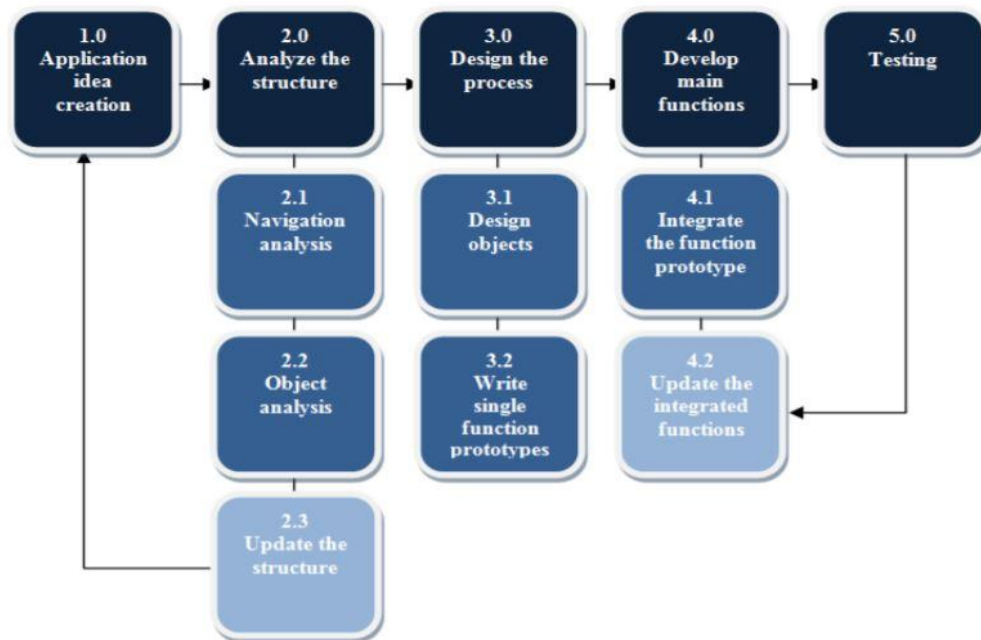 1.0
Application
idea
creation
2.0
Analyze the
structure
3.0
Design the
process
4.0
Develop
main
functions
5.0
Testing
2.1
Navigation
analysis
3.1
Design
objects
4.1
Integrate
the function
prototype
2.2
Object
analysis
3.2
Write
single
function
prototypes
4.2
Update the
integrated
functions
2.3
Update the
structure